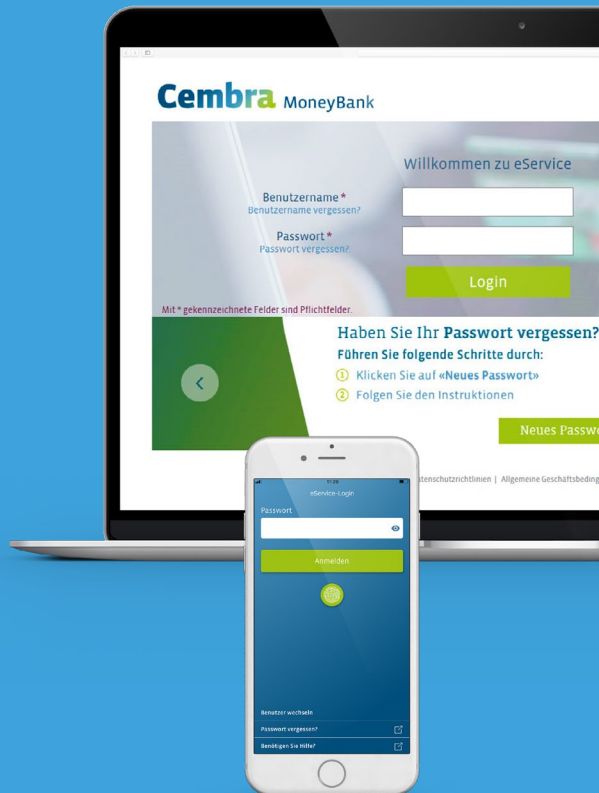 Cembra MoneyBank
Willkommen zu eService
Benutzername *
Benutzername vergessen?
Passwort *
Passwort vergessen?
Login
Mit * gekennzeichnete Felder sind Pflichtfelder.
Haben Sie Ihr Passwort vergessen?
Führen Sie folgende Schritte durch:
1 Klicken Sie auf «Neues Passwort»
2 Folgen Sie den Instruktionen
Neues Passw
tenschutzrichtlinien | Allgemeine Geschäftsbeding
eService-Login
Passwort
Anmelden
Benutzer wechseln
Passwort vergessen?
Benötigen Sie Hilfe?